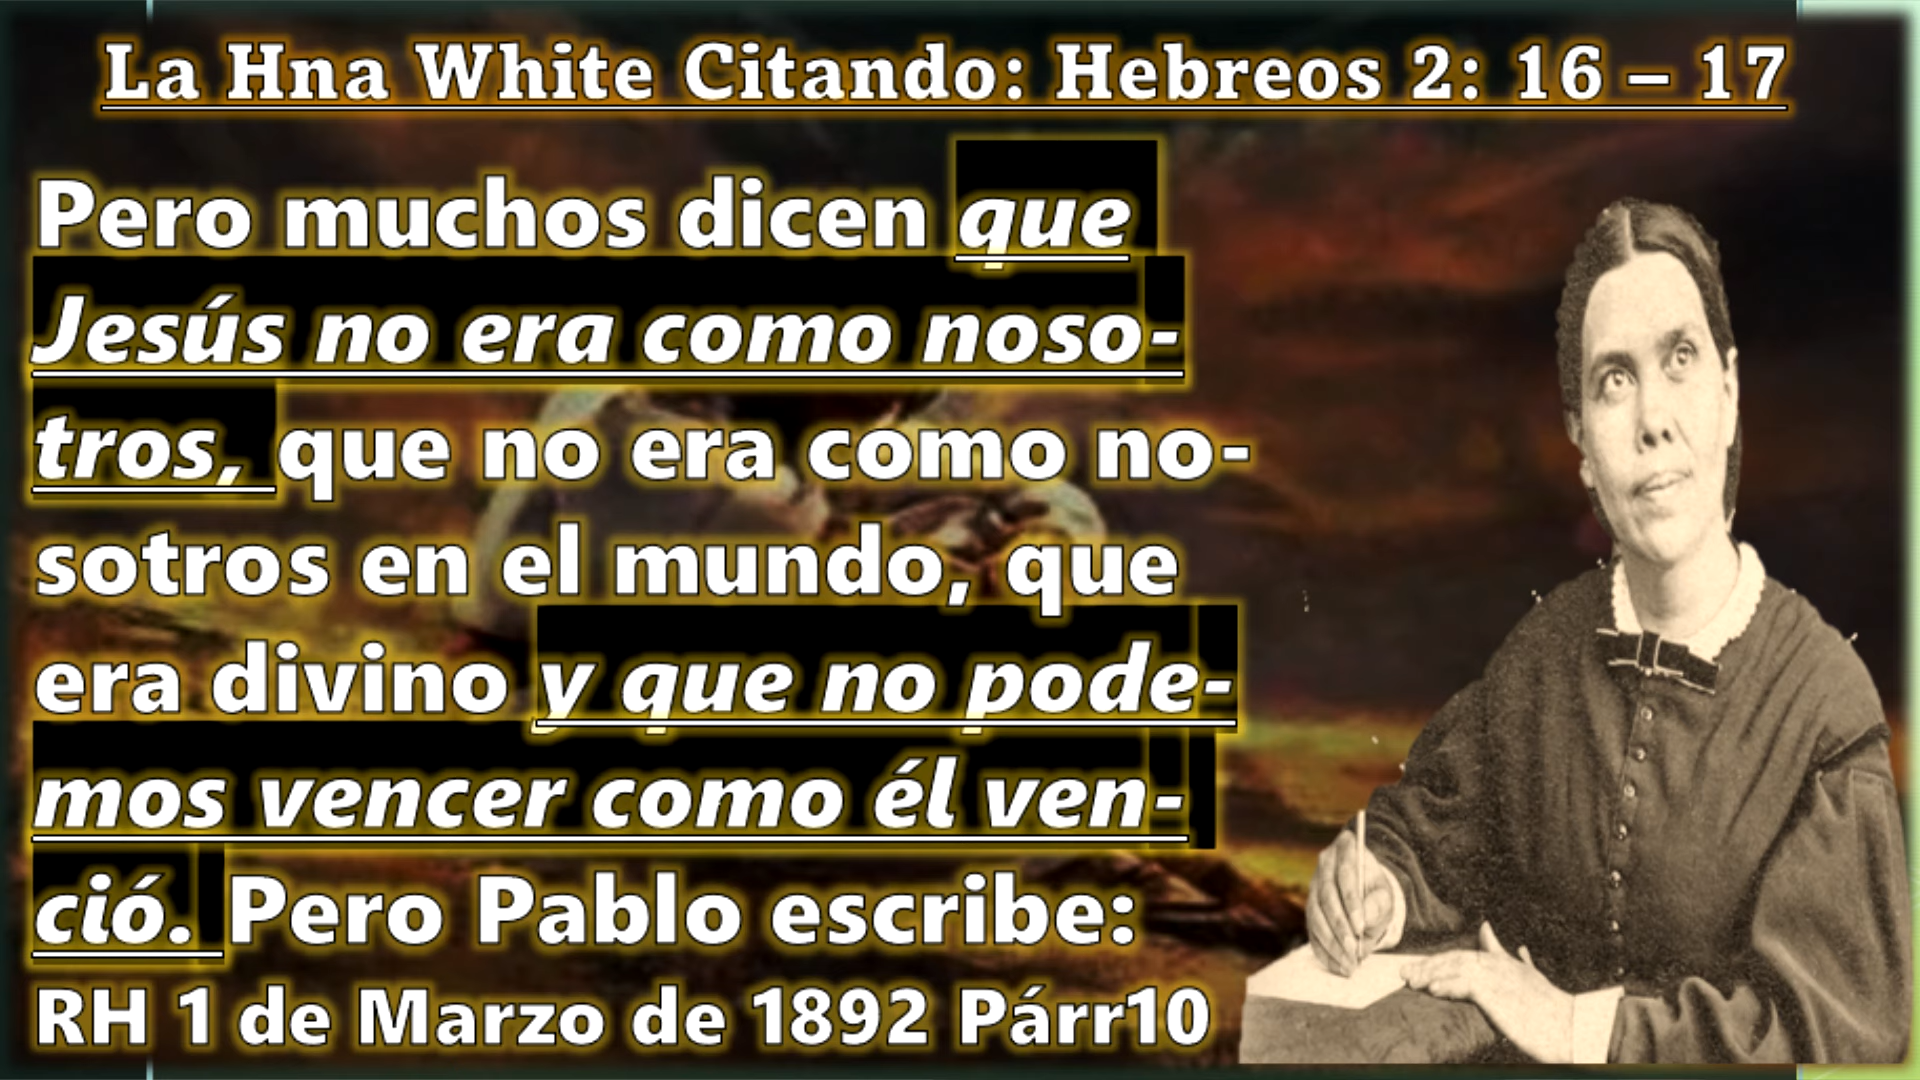 La Hna White Citando: Hebreos 2: 16 – 17
Pero muchos dicen que
Jesús no era como noso-
tros, que no era como no-
sotros en el mundo, que
era divino y que no pode-
mos vencer como él ven-
ció. Pero Pablo escribe:
RH 1 de Marzo de 1892 Párr10